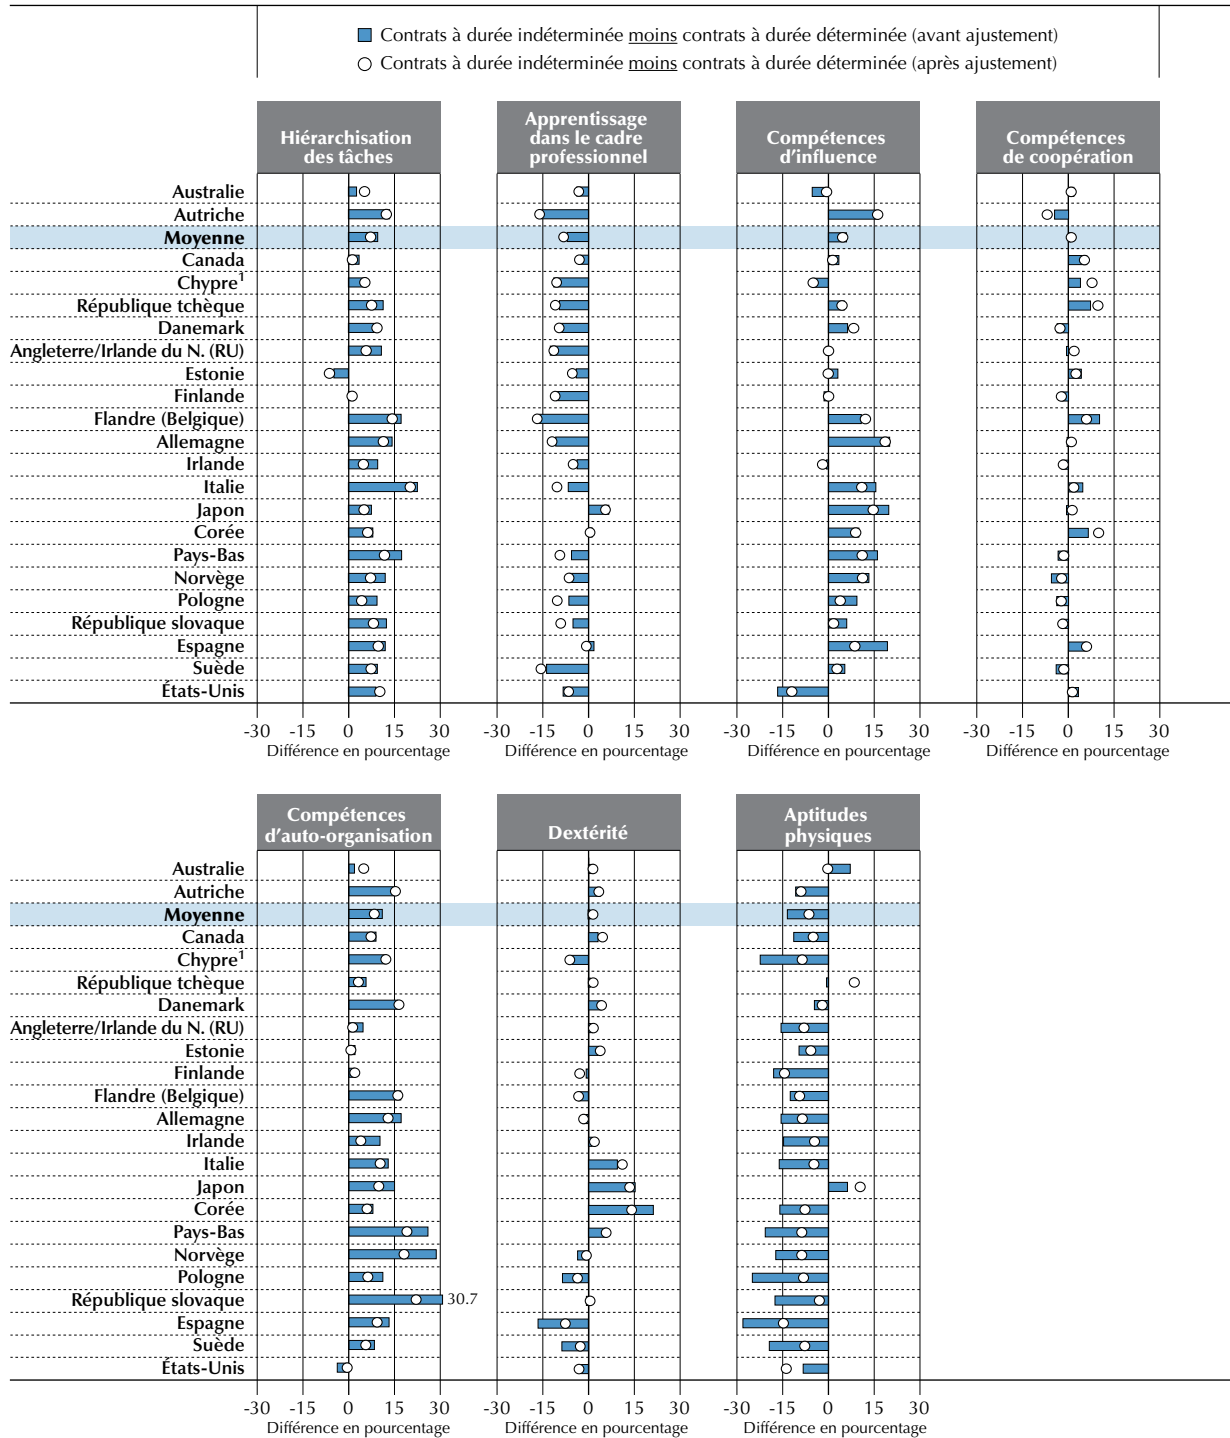 Contrats à durée indéterminée moins contrats à durée déterminée (avant ajustement)
Contrats à durée indéterminée moins contrats à durée déterminée (après ajustement)
Hiérarchisation
des tâches
Apprentissage
dans le cadre
professionnel
Compétences
d'influence
Compétences
de coopération
Australie
Autriche
Moyenne
Canada
Chypre1
République tchèque
Danemark
Angleterre/Irlande du N. (RU)
Estonie
Finlande
Flandre (Belgique)
Allemagne
Irlande
Italie
Japon
Corée
Pays-Bas
Norvège
Pologne
République slovaque
Espagne
Suède
États-Unis
-30 -15 0 15 30 -30 -15 0 15 30 -30 -15 0 15 30 -30 -15 0 15 30
Différence en pourcentage Différence en pourcentage Différence en pourcentage Différence en pourcentage
Compétences
d'auto-organisation
Dextérité
Aptitudes
physiques
Australie
Autriche
Moyenne
Canada
Chypre1
République tchèque
Danemark
Angleterre/Irlande du N. (RU)
Estonie
Finlande
Flandre (Belgique)
Allemagne
Irlande
Italie
Japon
Corée
Pays-Bas
Norvège
Pologne
République slovaque 30.7
Espagne
Suède
États-Unis
-30 -15 0 15 30 -30 -15 0 15 30 -30 -15 0 15 30
Différence en pourcentage Différence en pourcentage Différence en pourcentage